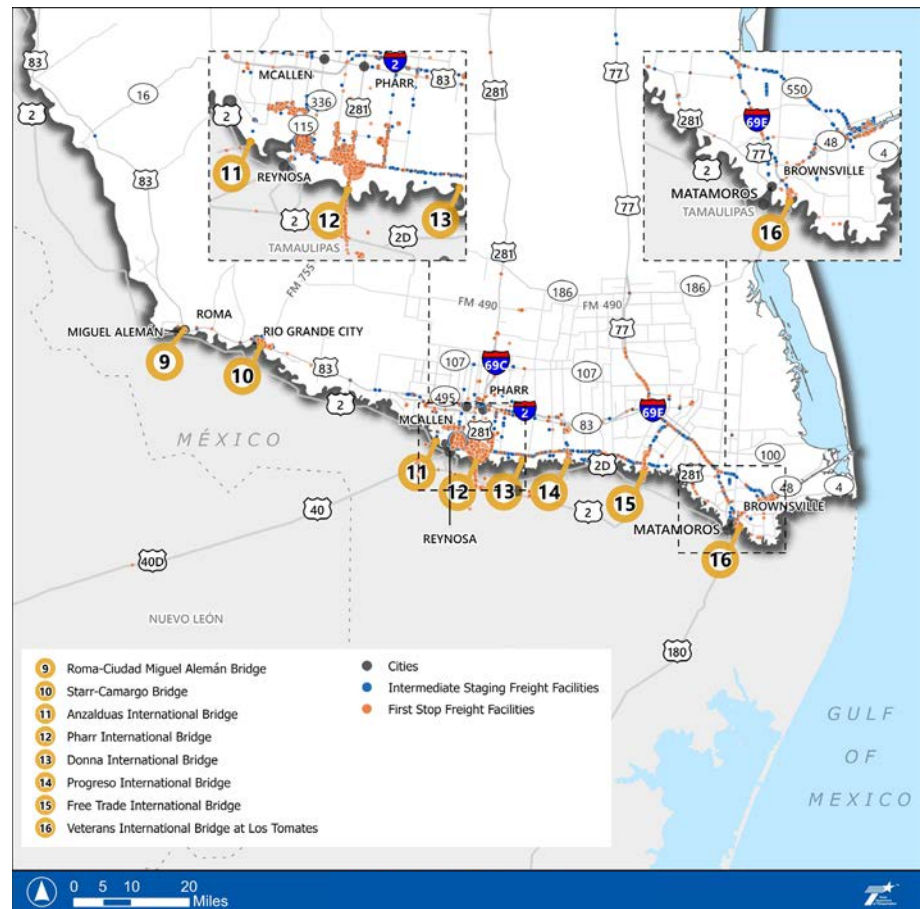 83
2
16
83
MCALLEN
2
PHARR
83
336
281
115
2
11
REYNOSA
12
2
TAMAULIPAS
2D
13
281
77
77
281
550
69E
77
48
4
2
BROWNSVILLE
MATAMOROS
TAMAULIPAS
16
281
FM 755
FM 490
186
FM 490
186
77
MIGUEL ALEMÁN
ROMA
RIO GRANDE CITY
9
10
83
2
107
69C
107
495
PHARR
2
69E
MCALLEN
281
83
MÉXICO
11
12
13
14
2D
2
15
281
100
48
4
BROWNSVILLE
MATAMOROS
16
REYNOSA
40
40D
NUEVO LEÓN
180
9 Roma-Ciudad Miguel Alemán Bridge
10 Starr-Camargo Bridge
11 Anzalduas International Bridge
12 Pharr International Bridge
13 Donna International Bridge
14 Progreso International Bridge
15 Free Trade International Bridge
16 Veterans International Bridge at Los Tomates
Cities
Intermediate Staging Freight Facilities
First Stop Freight Facilities
GULF
OF
MEXICO
0 5 10 20
Miles